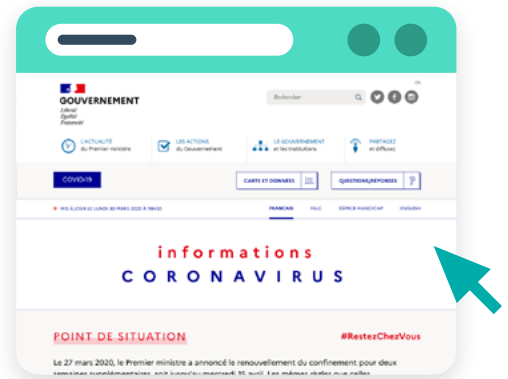 GOUVERNEMENT
Liberté
Égalité
Fraternité
Rechercher
EN
L'ACTUALITÉ
du Premier ministre
LES ACTIONS
du Gouvernement
LE GOUVERNEMENT
et les institutions
PARTAGEZ
et diffusez
COVID-19
CARTE ET DONNÉES
QUESTIONS/RÉPONSES ?
MIS À JOUR LE LUNDI 30 MARS 2020 À 19H30
FRANÇAIS FALC ESPACE HANDICAP ENGLISH
informations
CORONAVIRUS
POINT DE SITUATION
#RestezChezVous
Le 27 mars 2020, le Premier ministre a annoncé le renouvellement du confinement pour deux
semaines supplémentaires, soit jusqu'au mercredi 15 avril. Les mêmes règles que celles